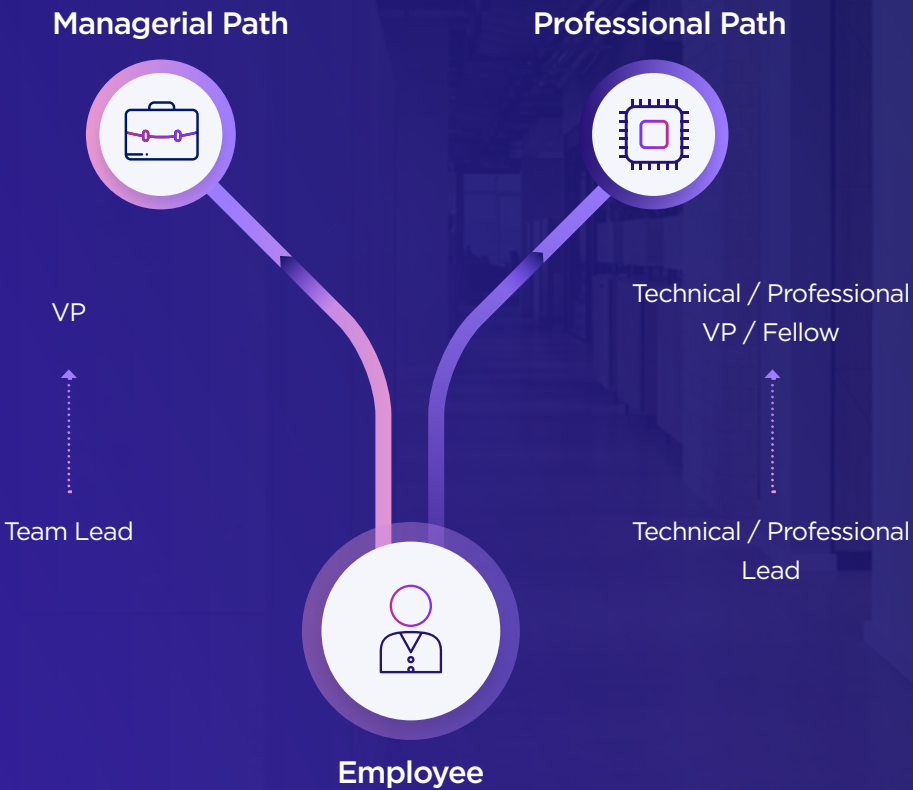 Managerial Path
Professional Path
VP
Technical / Professional
VP / Fellow
Team Lead
Technical / Professional
Lead
Employee